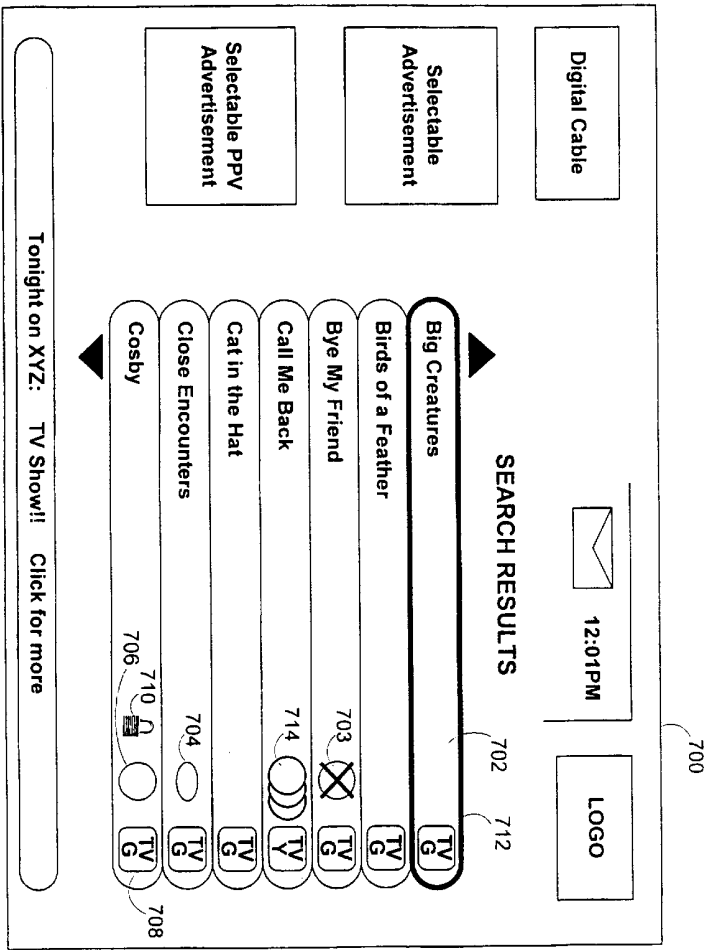 700
Digital Cable
12:01PM
LOGO
Selectable
Advertisement
Selectable PPV
Advertisement
SEARCH RESULTS
712
702
Big Creatures
TV
G
Birds of a Feather
TV
G
Bye My Friend
703
TV
G
Call Me Back
714
TV
Y
Cat in the Hat
TV
G
Close Encounters
704
TV
G
Cosby
710
706
TV
G
708
Tonight on XYZ: TV Show!! Click for more